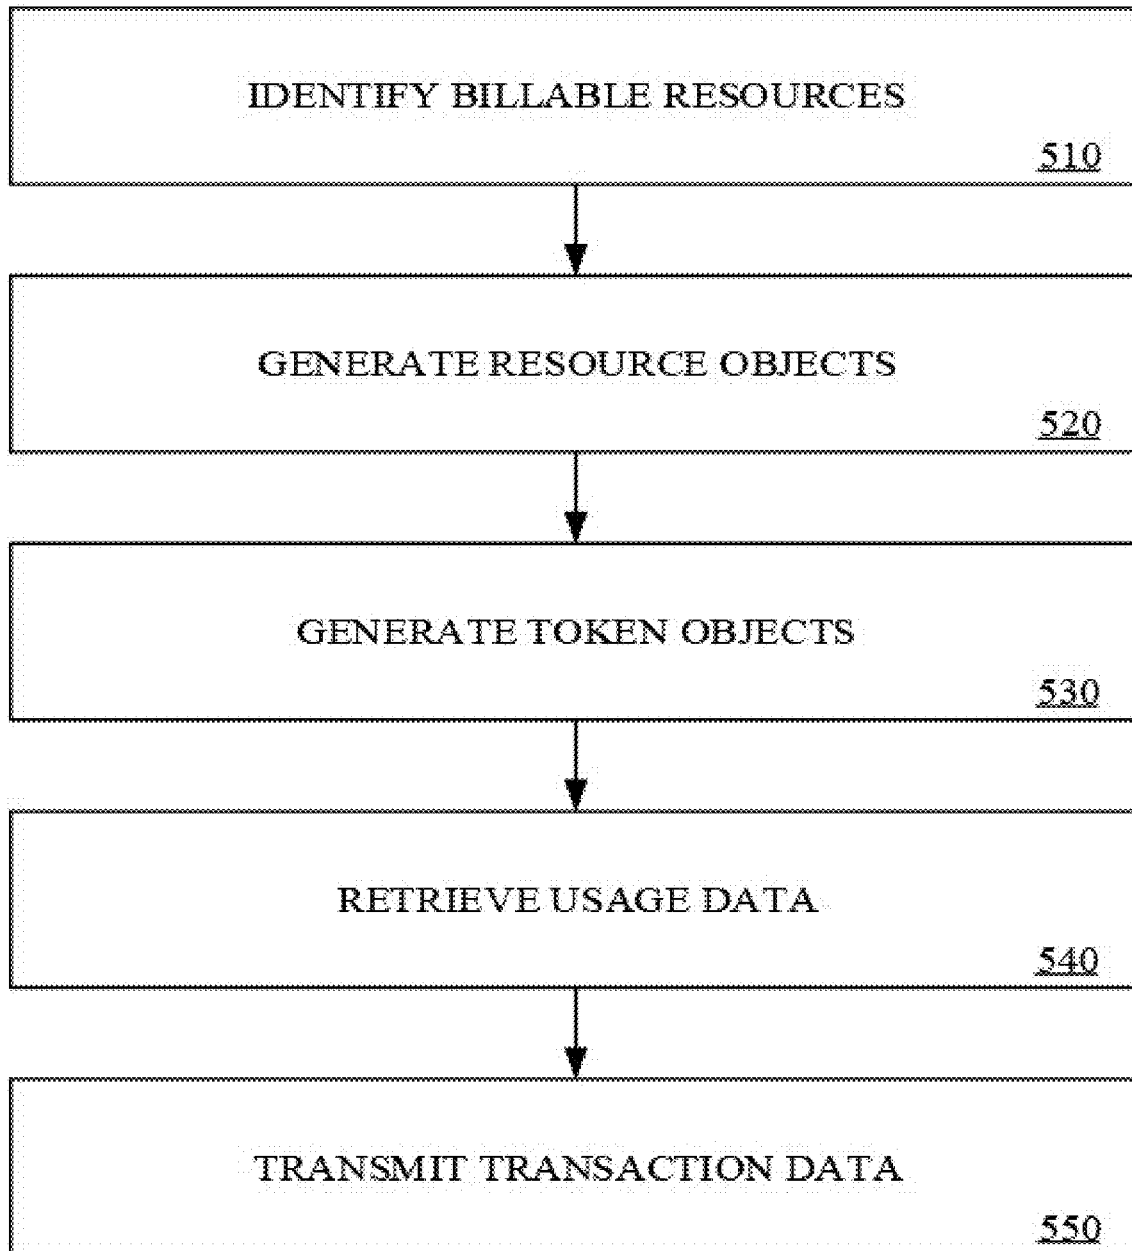 IDENTIFY BILLABLE RESOURCES
510
GENERATE RESOURCE OBJECTS
520
GENERATE TOKEN OBJECTS
530
RETRIEVE USAGE DATA
540
TRANSMIT TRANSACTION DATA
550